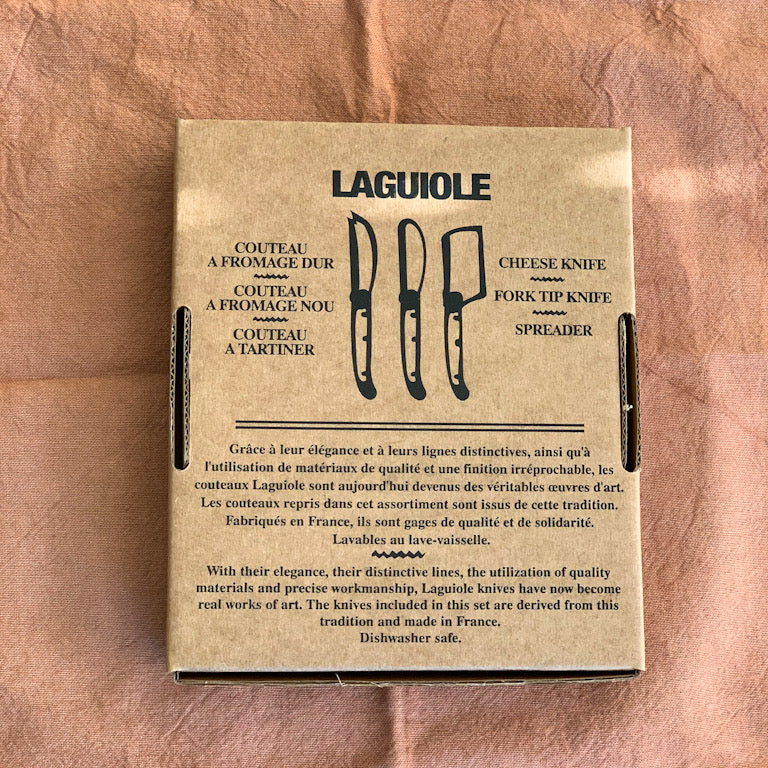 LAGUIOLE
COUTEAU
A FROMAGE DUR
COUTEAU
A FROMAGE NOU
COUTEAU
A TARTINER
CHEESE KNIFE
FORK TIP KNIFE
SPREADER
Grâce à leur élégance et à leurs lignes distinctives, ainsi qu'à
l'utilisation de matériaux de qualité et une finition irréprochable, les
couteaux Laguiole sont aujourd'hui devenus des véritables œuvres d'art.
Les couteaux repris dans cet assortiment sont issus de cette tradition.
Fabriqués en France, ils sont gages de qualité et de solidarité.
Lavables au lave-vaisselle.
With their elegance, their distinctive lines, the utilization of quality
materials and precise workmanship, Laguiole knives have now become
real works of art. The knives included in this set are derived from this
tradition and made in France.
Dishwasher safe.